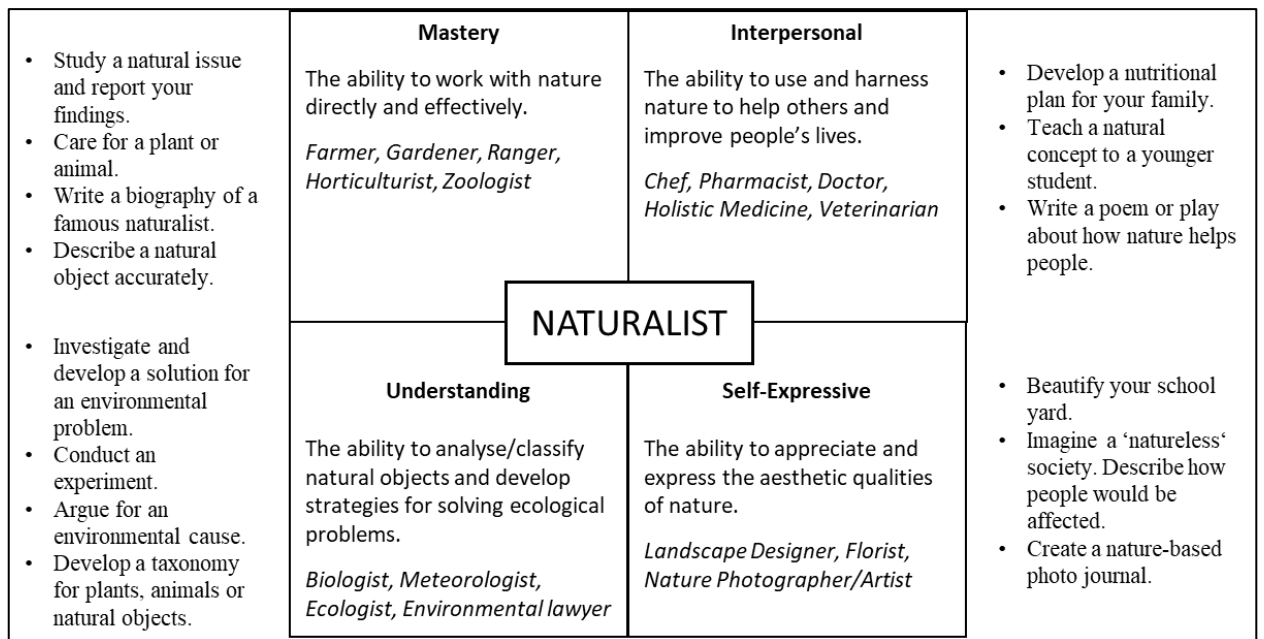 • Study a natural issue
and report your
findings.
• Care for a plant or
animal.
• Write a biography of a
famous naturalist.
• Describe a natural
object accurately.
Mastery
The ability to work with nature
directly and effectively.
Farmer, Gardener, Ranger,
Horticulturist, Zoologist
Interpersonal
The ability to use and harness
nature to help others and
improve people’s lives.
Chef, Pharmacist, Doctor,
Holistic Medicine, Veterinarian
• Develop a nutritional
plan for your family.
• Teach a natural
concept to a younger
student.
• Write a poem or play
about how nature helps
people.
NATURALIST
• Investigate and
develop a solution for
an environmental
problem.
• Conduct an
experiment.
• Argue for an
environmental cause.
• Develop a taxonomy
for plants, animals or
natural objects.
Understanding
The ability to analyse/classify
natural objects and develop
strategies for solving ecological
problems.
Biologist, Meteorologist,
Ecologist, Environmental lawyer
Self-Expressive
The ability to appreciate and
express the aesthetic qualities
of nature.
Landscape Designer, Florist,
Nature Photographer/Artist
• Beautify your school
yard.
• Imagine a ‘natureless‘
society. Describe how
people would be
affected.
• Create a nature-based
photo journal.